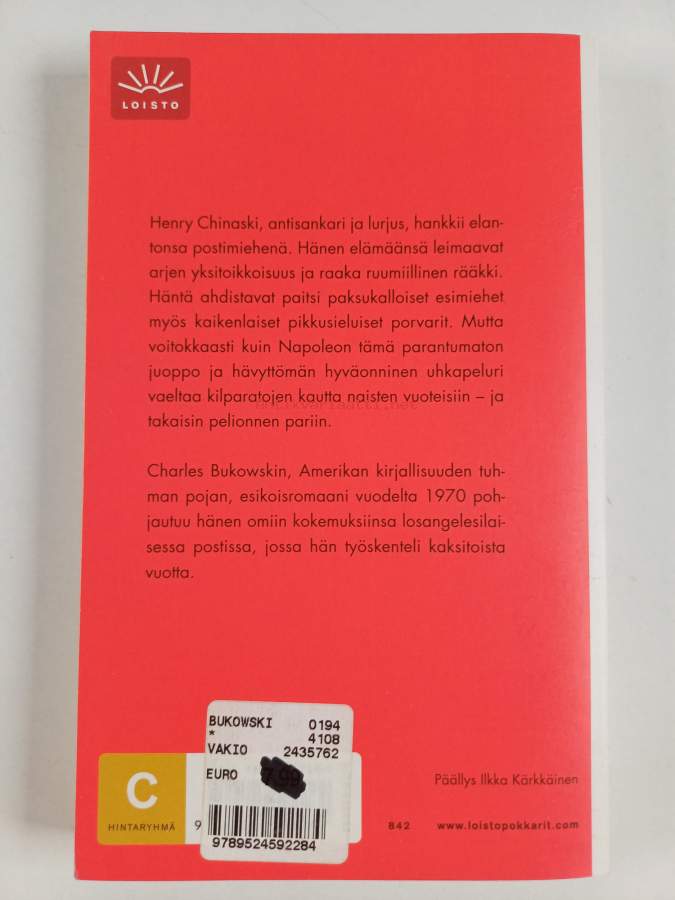 LOISTO
Henry Chinaski, antisankari ja lurjus, hankkii elan-
tonsa postimiehenä. Hänen elämäänsä leimaavat
arjen yksitoikkoisuus ja raaka ruumiillinen rääkki.
Häntä ahdistavat paitsi paksukalloiset esimiehet
myös kaikenlaiset pikkusieluiset porvarit. Mutta
voitokkaasti kuin Napoleon tämä parantumaton
juoppo ja hävyttömän hyväonninen uhkapeluri
vaeltaa kilparatojen kautta naisten vuoteisiin – ja
takaisin pelionnen pariin.
Charles Bukowskin, Amerikan kirjallisuuden tuh-
man pojan, esikoisromaani vuodelta 1970 poh-
jautuu hänen omiin kokemuksiinsa losangelesilai-
sessa postissa, jossa hän työskenteli kaksitoista
vuotta.
BUKOWSKI 0194
* 4108
VAKIO 2435762
EURO 7,99
9789524592284
C
HINTARYHMÄ
9
842
Päällys Ilkka Kärkkäinen
www.loistopokkarit.com